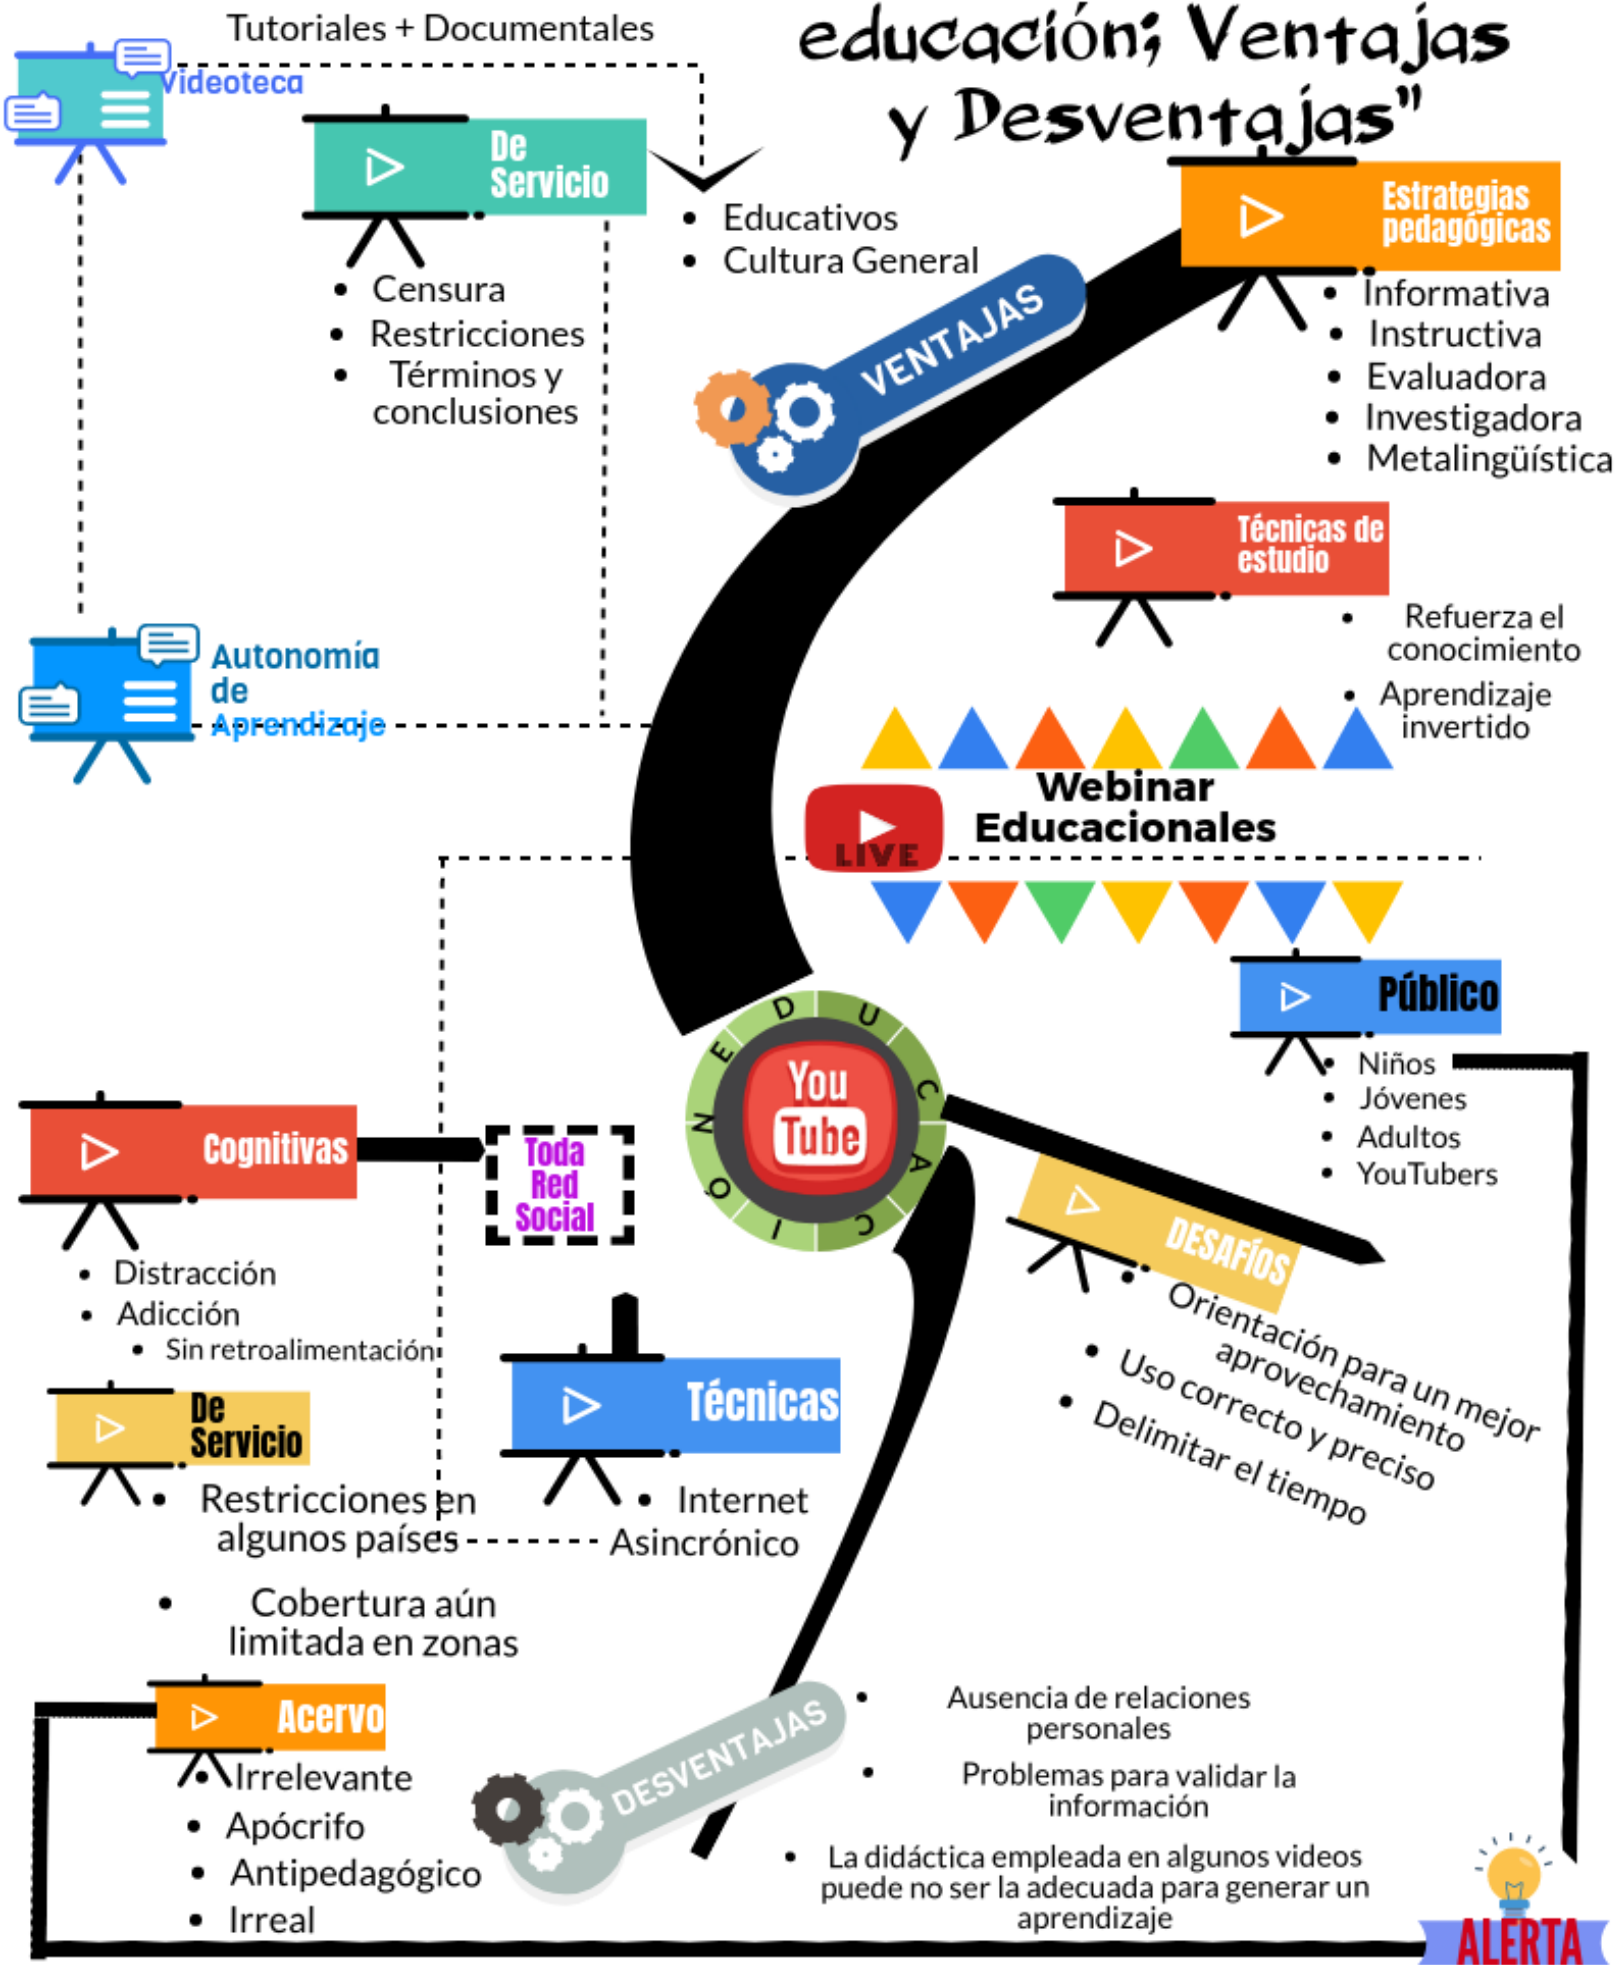 educación; Ventajas
y Desventajas"
Tutoriales + Documentales
Videoteca
De
Servicio
Educativos
Cultura General
Censura
Restricciones
Términos y
conclusiones
VENTAJAS
Estrategias
pedagógicas
Informativa
Instructiva
Evaluadora
Investigadora
Metalingüística
Técnicas de
estudio
Refuerza el
conocimiento
Aprendizaje
invertido
Autonomía
de
Aprendizaje
Webinar
Educacionales
LIVE
Público
Niños
Jóvenes
Adultos
YouTubers
EDUCACIÓN
You
Tube
Cognitivas
Toda
Red
Social
Distracción
Adicción
Sin retroalimentación
DESAFÍOS
Orientación para un mejor
aprovechamiento
Uso correcto y preciso
Delimitar el tiempo
De
Servicio
Restricciones en
algunos países
Cobertura aún
limitada en zonas
Técnicas
Internet
Asincrónico
Acervo
Irrelevante
Apócrifo
Antipedagógico
Irreal
DESVENTAJAS
Ausencia de relaciones
personales
Problemas para validar la
información
La didáctica empleada en algunos videos
puede no ser la adecuada para generar un
aprendizaje
ALERTA